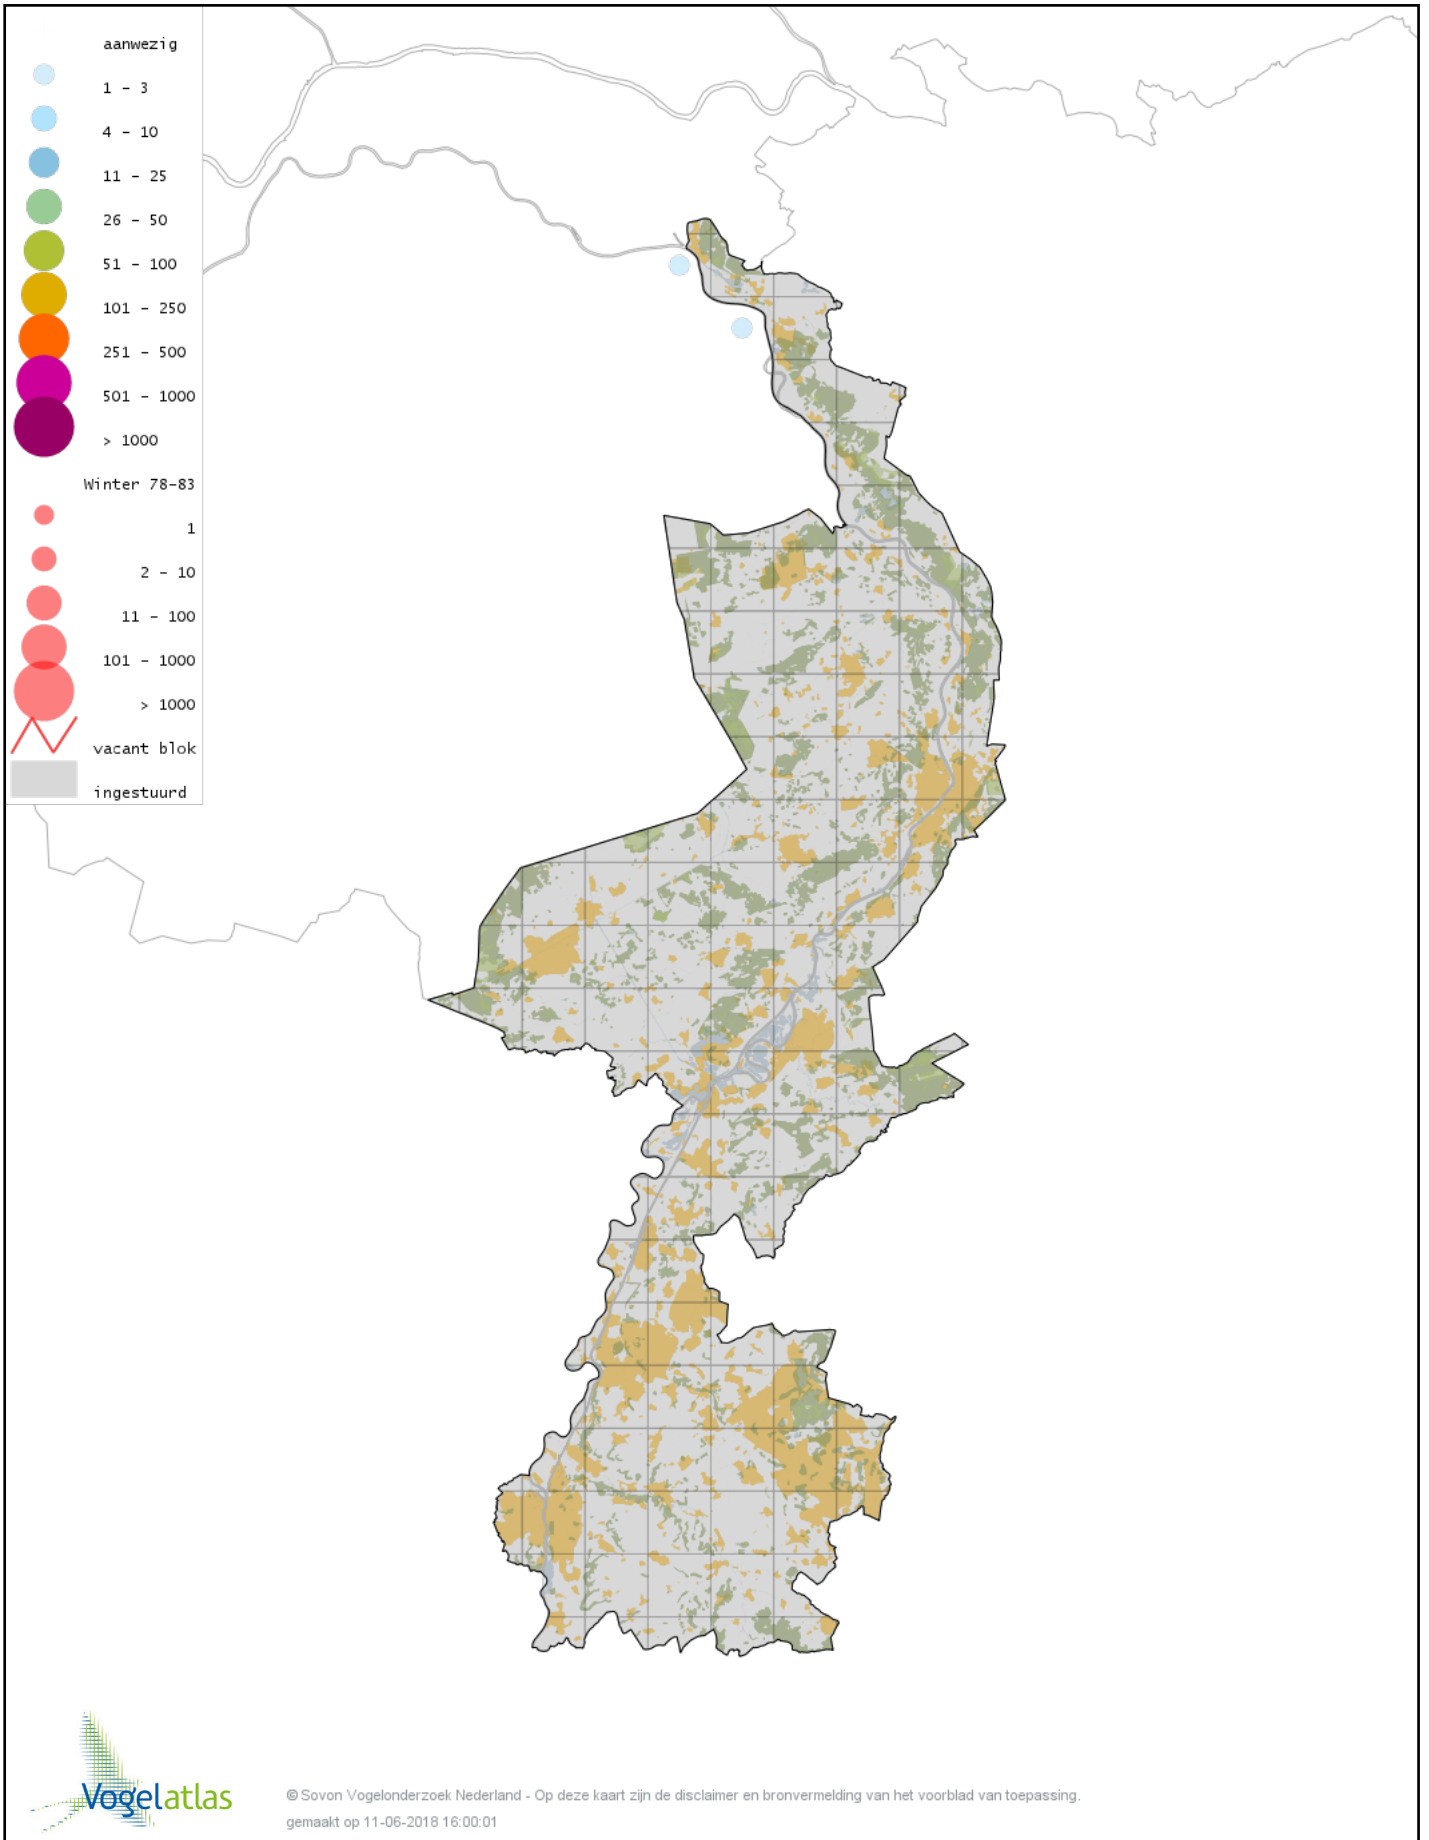 aanwezig
1 - 3
4 - 10
11 - 25
26 - 50
51 - 100
101 - 250
251 - 500
501 - 1000
> 1000
Winter 78-83
1
2 - 10
11 - 100
101 - 1000
> 1000
vacant blok
ingestuurd
Vogelatlas
© Sovon Vogelonderzoek Nederland - Op deze kaart zijn de disclaimer en bronvermelding van het voorblad van toepassing.
gemaakt op 11-06-2018 16:00:01